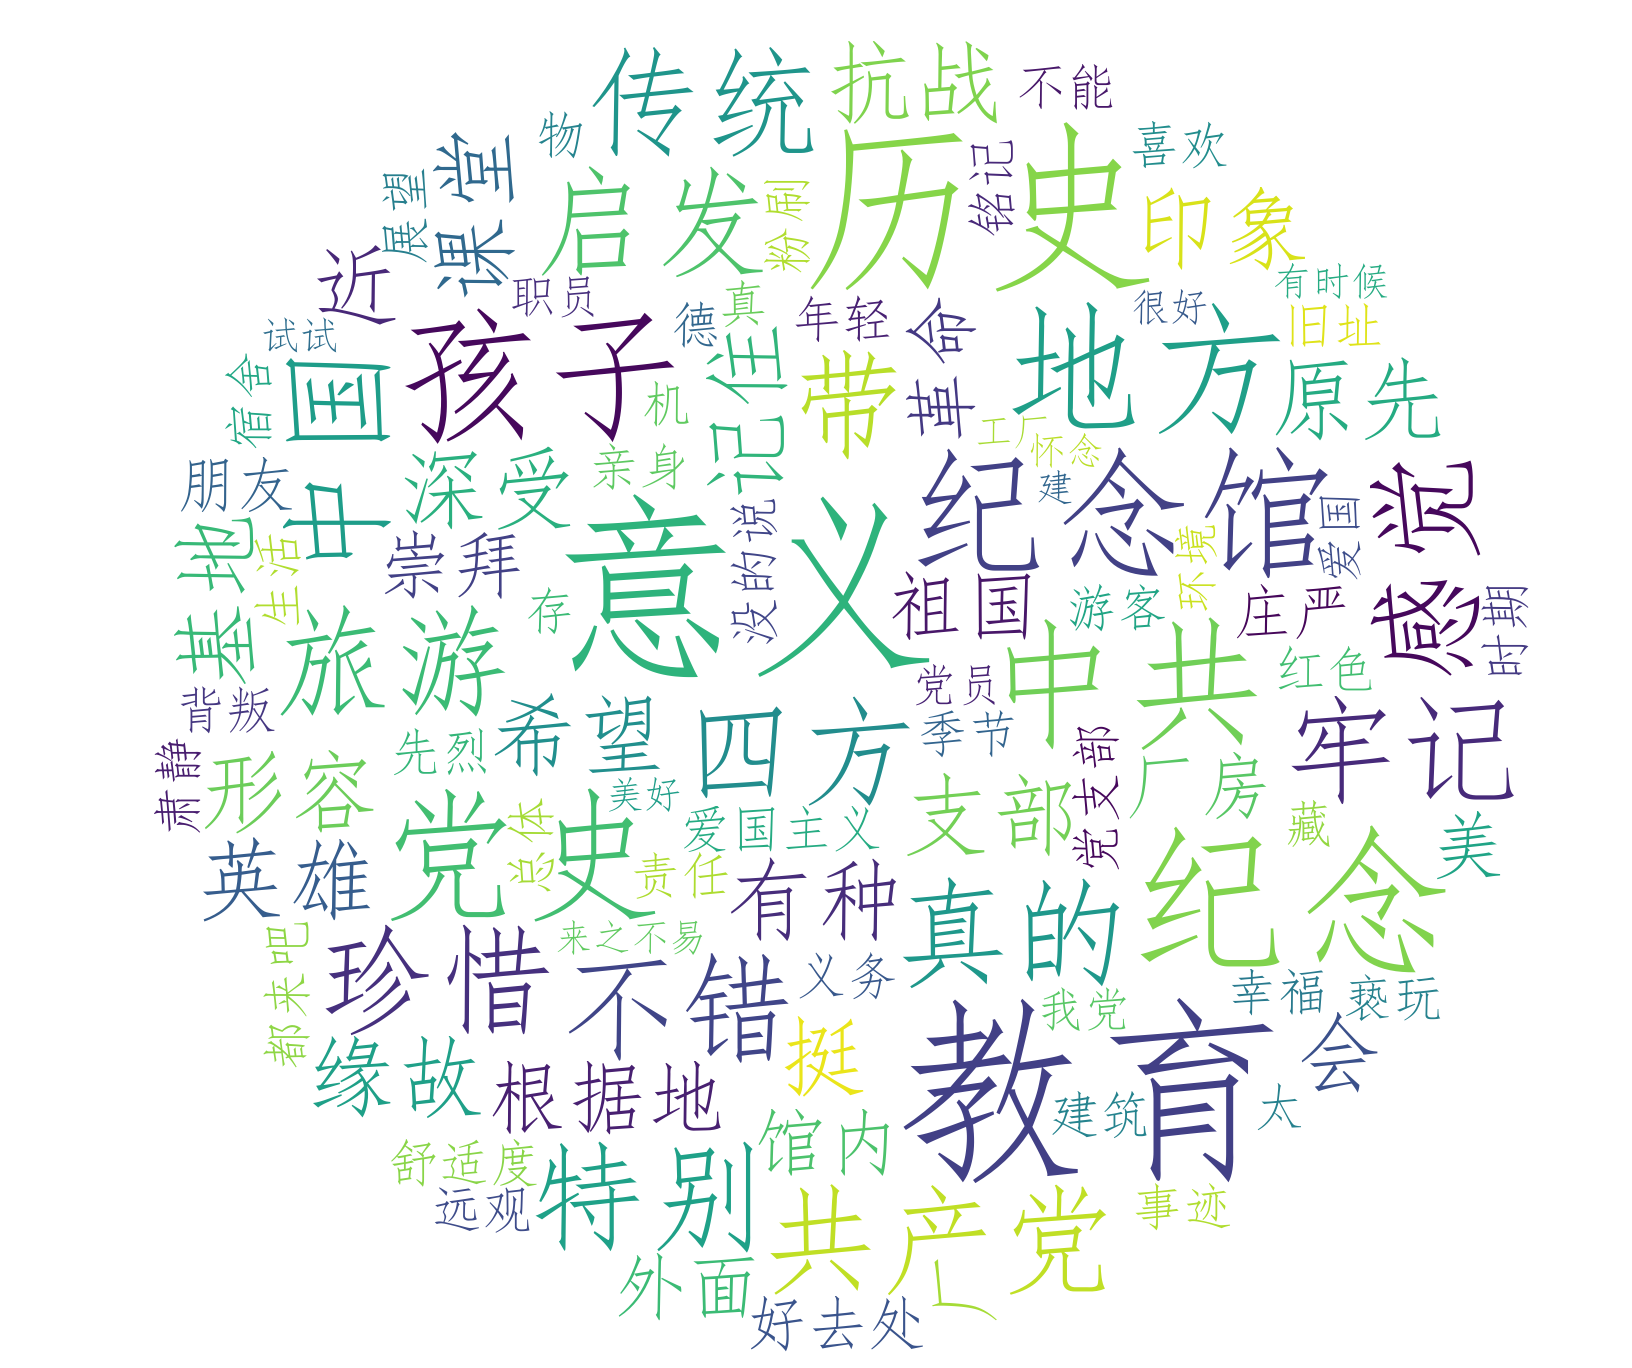 传统
抗战
不能
物
喜欢
历史
课堂
启发
粉刷
铭记
印象
展望
近
职员
真
年轻
很好
有时候
孩子
德
革命
地方
旧址
试试
中国
记住
带
原先
宿舍
机
工厂
怀念
朋友
深受
亲身
纪念馆
建
感觉
意义
没的说
爱国
基地
生活
崇拜
环境
存
祖国
游客
庄严
时期
旅游
中共
党员
红色
背叛
希望
四方
季节
牢记
肃静
形容
先烈
美好
党支部
厂房
党史
总体
爱国主义
支部
藏
美
英雄
责任
有种
真的
纪念
都来吧
珍惜
来之不易
不错
义务
我党
幸福
亵玩
教育
挺
会
缘故
根据地
建筑
太
舒适度
馆内
远观
特别
共产党
事迹
外面
一
好去处